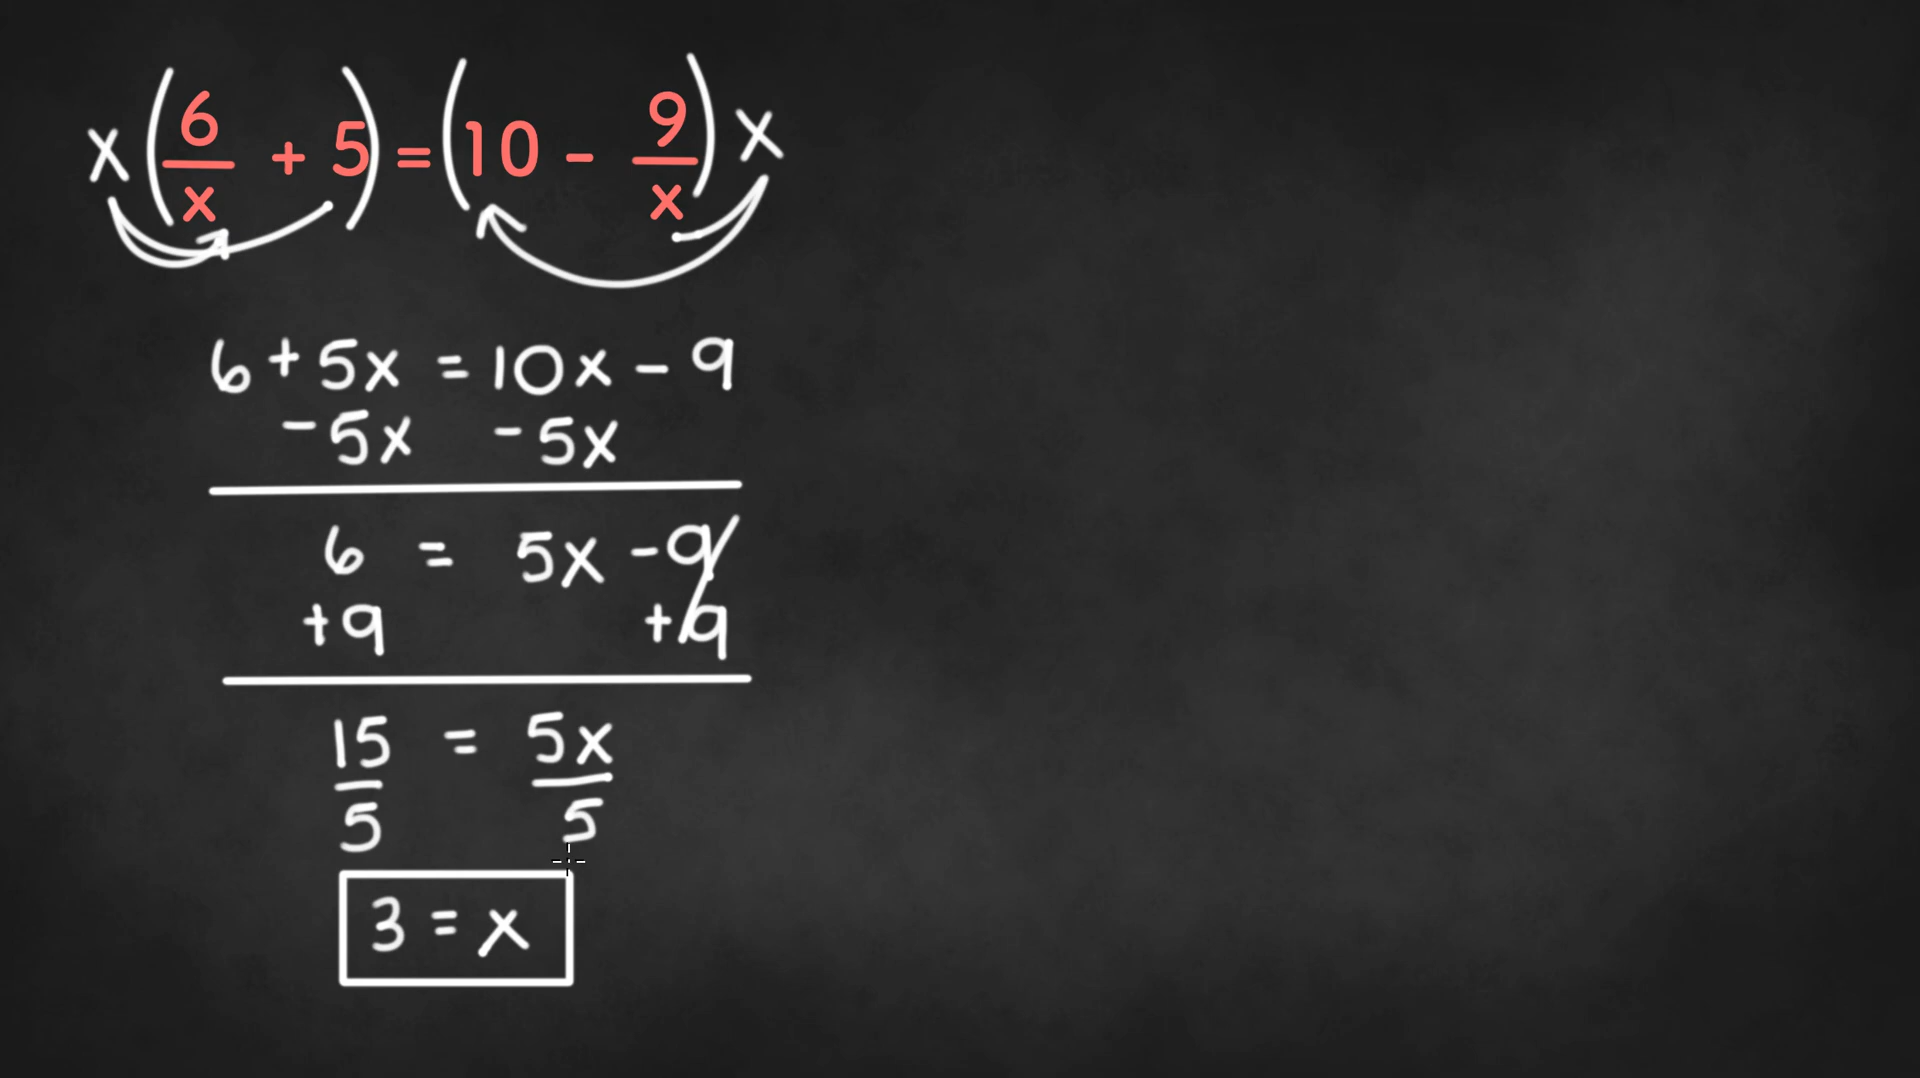 x(6/x + 5) = (10 - 9/x)x
6 + 5x = 10x - 9
-5x -5x
6 = 5x - 9
+9 +9
15/5 = 5x/5
3 = x